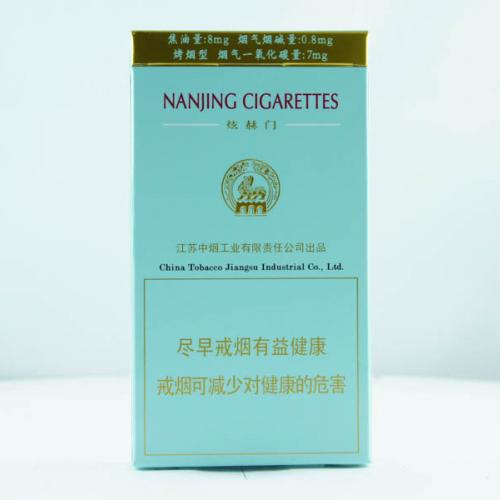 焦油量:8mg 烟气烟碱量:0.8mg
烤烟型 烟气一氧化碳量:7mg
NANJING CIGARETTES
炫赫门
江苏中烟工业有限责任公司出品
China Tobacco Jiangsu Industrial Co., Ltd.
尽早戒烟有益健康
戒烟可减少对健康的危害